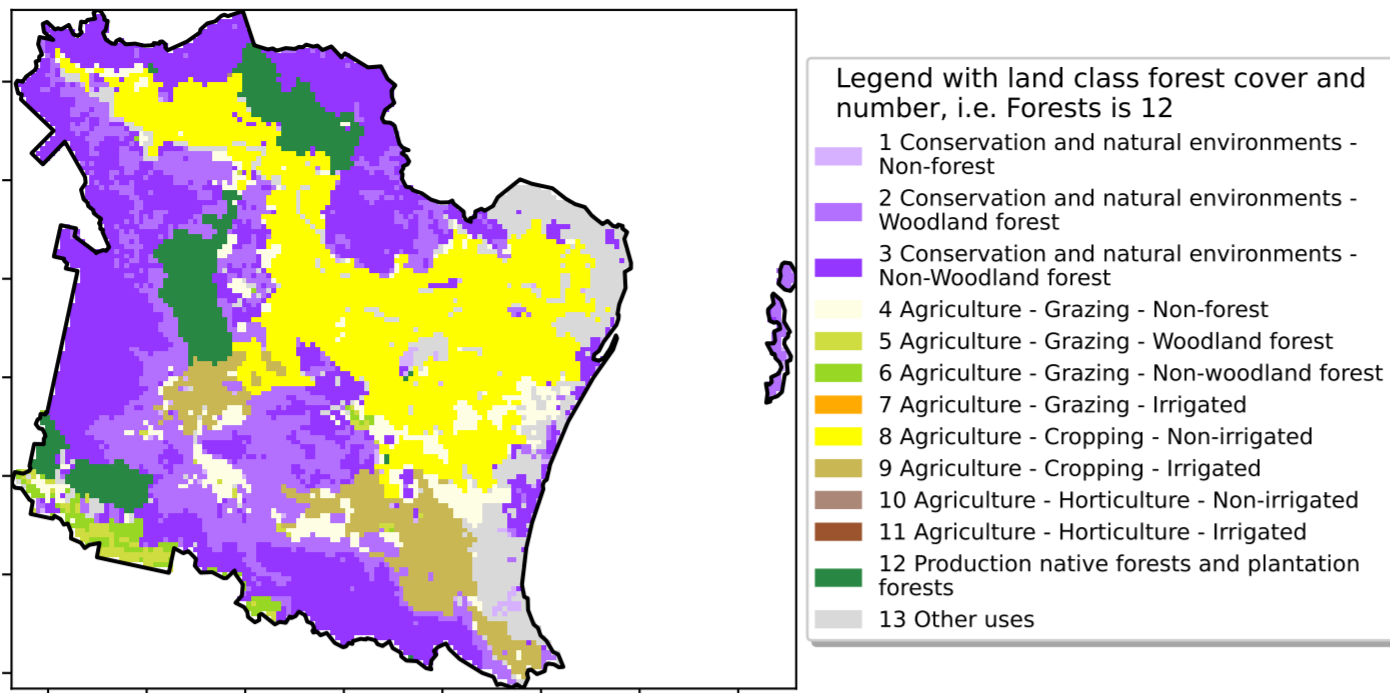 Legend with land class forest cover and
number, i.e. Forests is 12
1 Conservation and natural environments -
Non-forest
2 Conservation and natural environments -
Woodland forest
3 Conservation and natural environments -
Non-Woodland forest
4 Agriculture - Grazing - Non-forest
5 Agriculture - Grazing - Woodland forest
6 Agriculture - Grazing - Non-woodland forest
7 Agriculture - Grazing - Irrigated
8 Agriculture - Cropping - Non-irrigated
9 Agriculture - Cropping - Irrigated
10 Agriculture - Horticulture - Non-irrigated
11 Agriculture - Horticulture - Irrigated
12 Production native forests and plantation
forests
13 Other uses